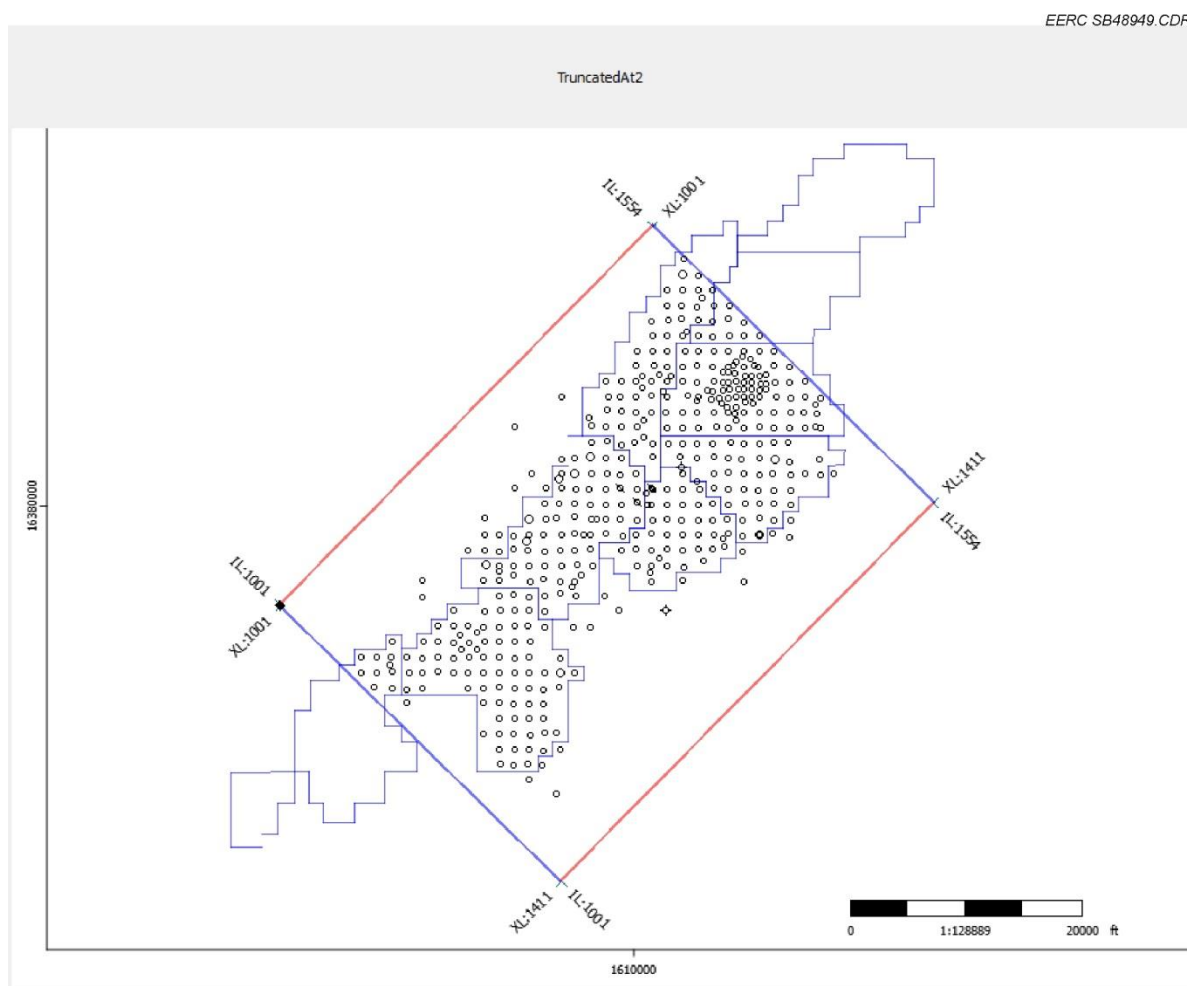 EERC SB48949.CDR
TruncatedAt2
IL:1554
XL:1001
16380000
XL:1411
IL:1554
IL:1001
XL:1001
XL:1411
IL:1001
0
1:128889
20000 ft
1610000